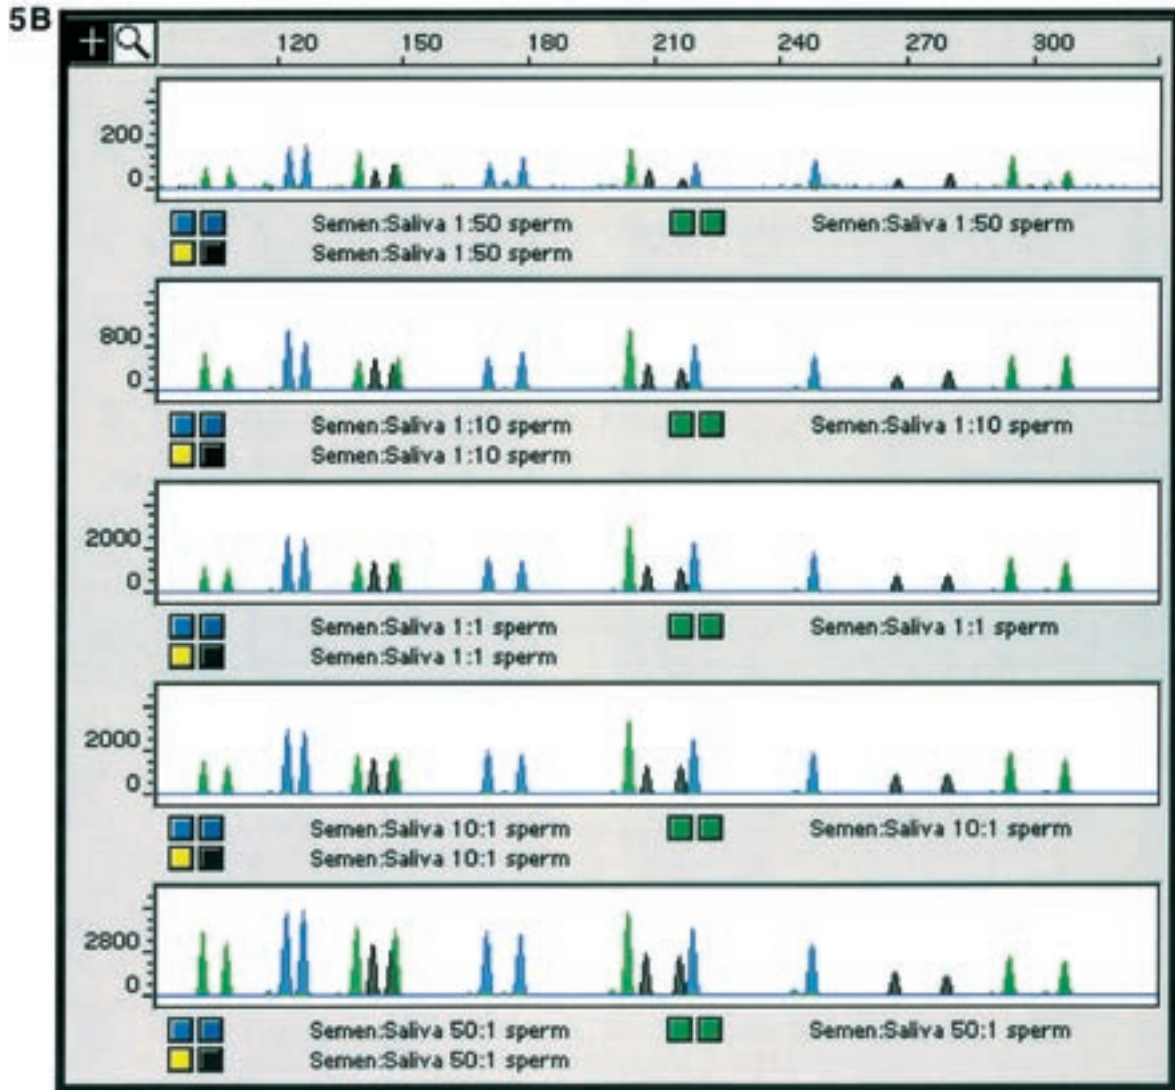 5B
120 150 180 210 240 270 300
200
0
Semen:Saliva 1:50 sperm Semen:Saliva 1:50 sperm
Semen:Saliva 1:50 sperm
800
0
Semen:Saliva 1:10 sperm Semen:Saliva 1:10 sperm
Semen:Saliva 1:10 sperm
2000
0
Semen:Saliva 1:1 sperm Semen:Saliva 1:1 sperm
Semen:Saliva 1:1 sperm
2000
0
Semen:Saliva 10:1 sperm Semen:Saliva 10:1 sperm
Semen:Saliva 10:1 sperm
2800
0
Semen:Saliva 50:1 sperm Semen:Saliva 50:1 sperm
Semen:Saliva 50:1 sperm